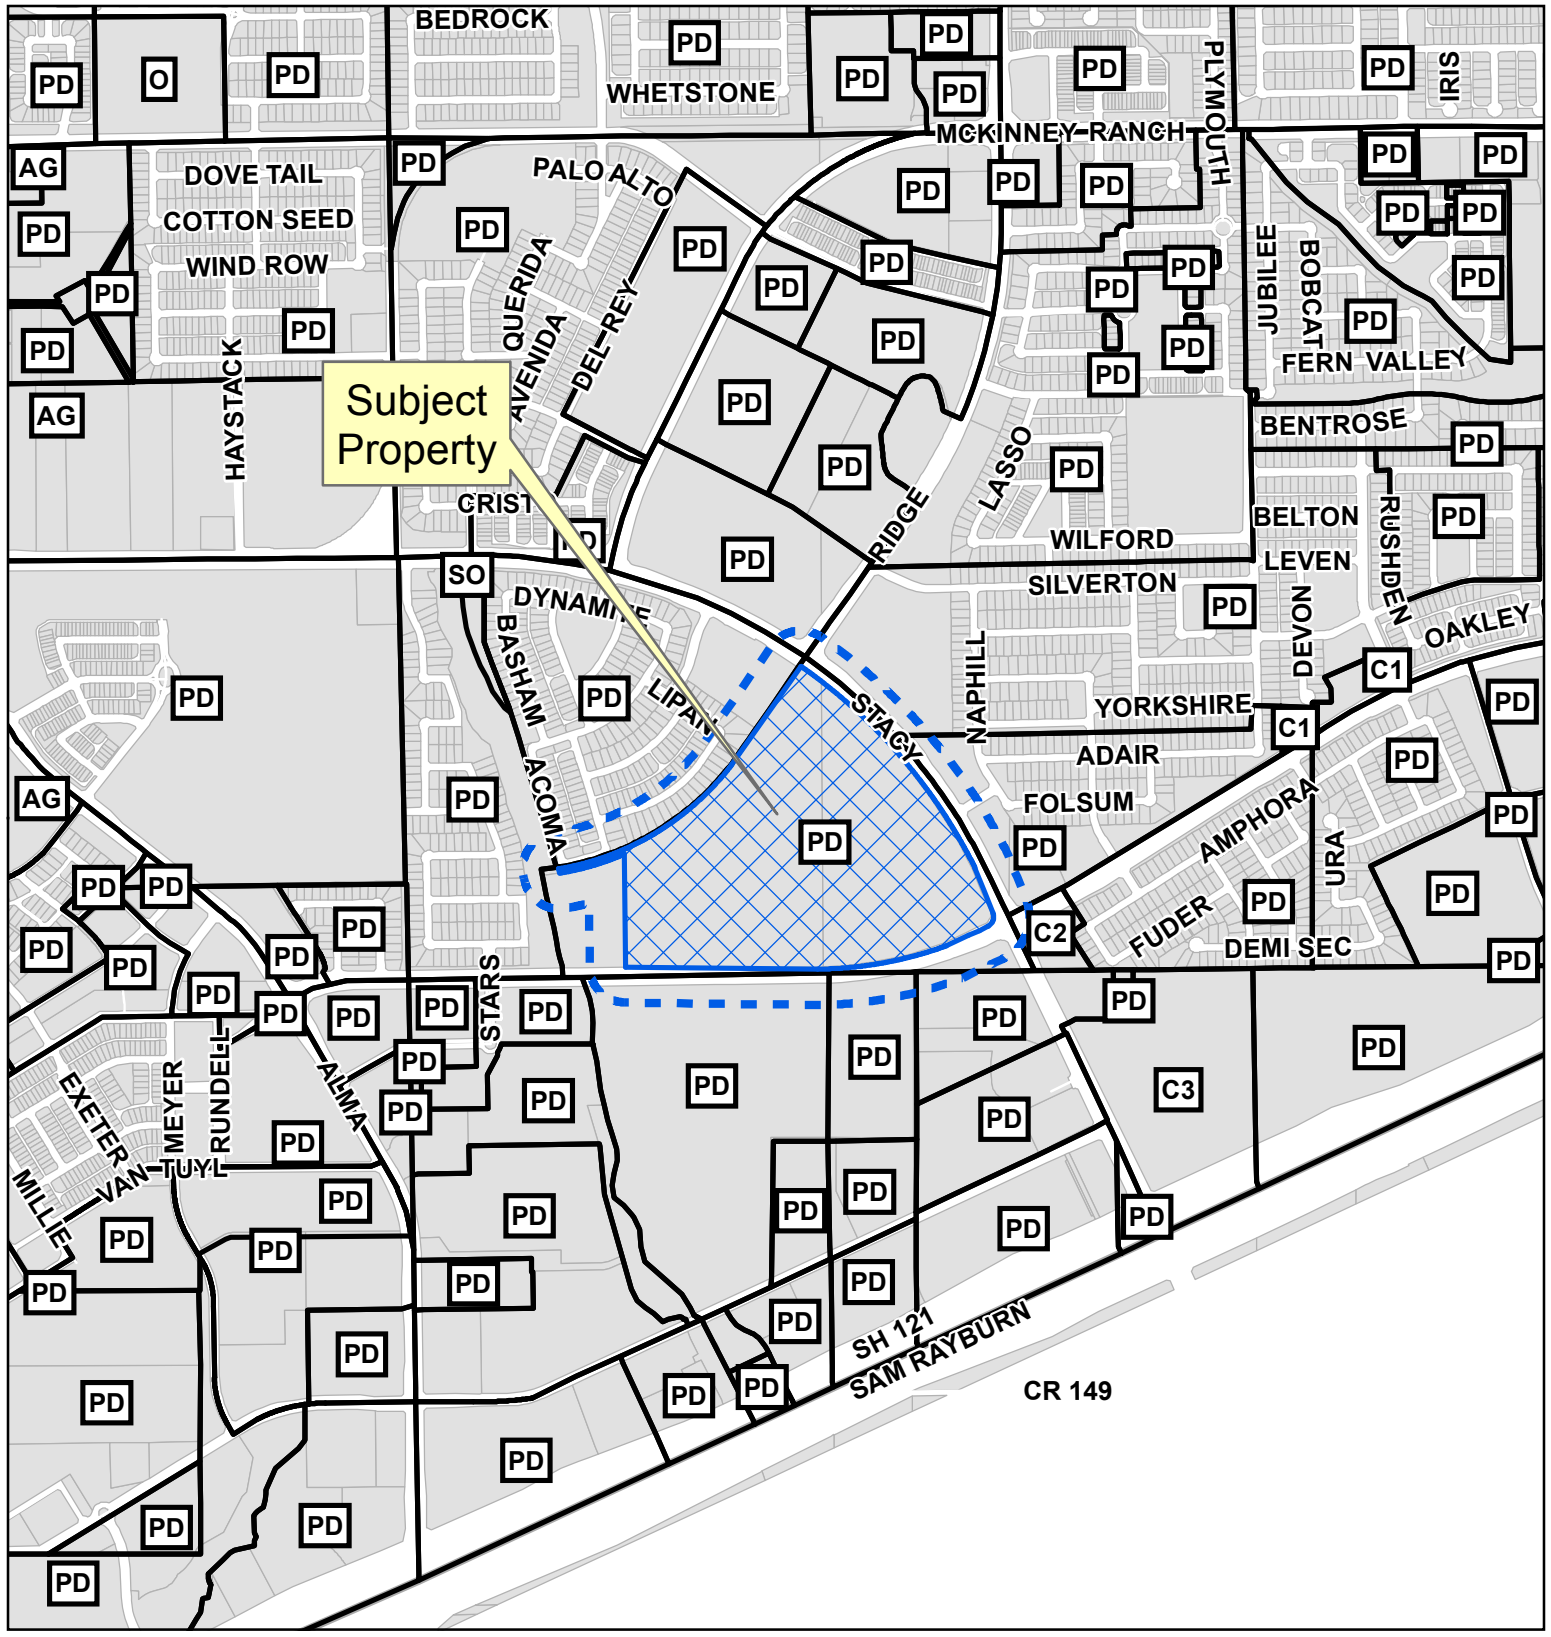 BEDROCK
PD
PD
O
PD
PD
WHETSTONE
PD
PD
PD
PLYMOUTH
PD
IRIS
MCKINNEY RANCH
AG
DOVE TAIL
PD
PALO ALTO
PD
PD
PD
PD
PD
COTTON SEED
PD
PD
PD
PD
PD
PD
WIND ROW
QUERIDA
PD
JUBILEE
BOBCAT
PD
PD
PD
DEL REY
PD
PD
PD
PD
PD
AVENIDA
PD
PD
PD
FERN VALLEY
HAYSTACK
Subject
Property
PD
PD
AG
BENTROSE
PD
PD
LASSO
PD
CRIST
RIDGE
BELTON
RUSHDEN
PD
PD
PD
WILFORD
LEVEN
SO
SILVERTON
DYNAMITE
PD
DEVON
OAKLEY
BASHAM
NAPHILL
C1
PD
PD
LIPAN
STACY
YORKSHIRE
PD
C1
ADAIR
PD
AG
PD
ACOMA
FOLSUM
AMPHORA
PD
PD
PD
URA
PD
PD
PD
PD
FUDER
PD
PD
C2
DEMI SEC
PD
PD
PD
STARS
PD
PD
PD
PD
PD
PD
PD
PD
PD
RUNDELL
PD
PD
PD
EXETER
MEYER
ALMA
PD
PD
PD
C3
PD
PD
MILLIE
VAN TUYL
PD
PD
PD
PD
PD
PD
PD
PD
PD
PD
PD
PD
PD
SH 121
PD
SAM RAYBURN
PD
PD
CR 149
PD
PD
PD
PD
PD
PD